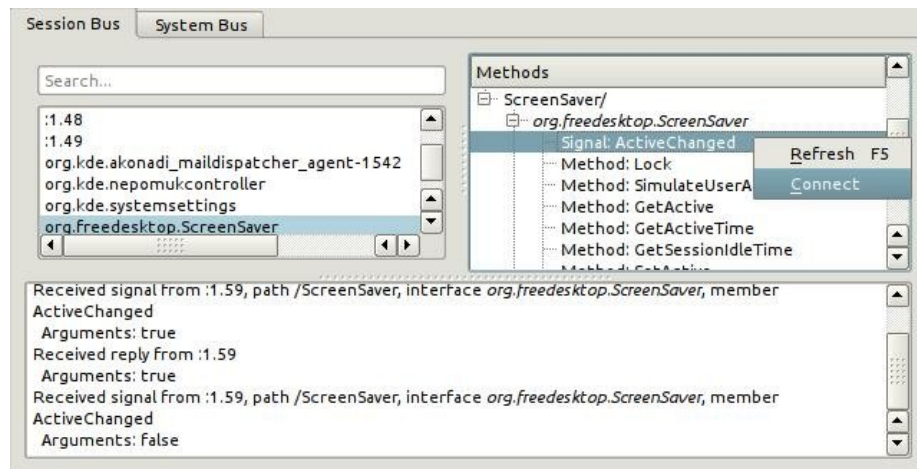 Session Bus
System Bus
Search...
:1.48
:1.49
org.kde.akonadi_maildispatcher_agent-1542
org.kde.nepomukcontroller
org.kde.systemsettings
org.freedesktop.ScreenSaver
Methods
ScreenSaver/
org.freedesktop.ScreenSaver
Signal: ActiveChanged
Method: Lock
Method: SimulateUserA
Method: GetActive
Method: GetActiveTime
Method: GetSessionIdleTime
Method: SetActive
Refresh F5
Connect
Received signal from :1.59, path /ScreenSaver, interface org.freedesktop.ScreenSaver, member
ActiveChanged
Arguments: true
Received reply from :1.59
Arguments: true
Received signal from :1.59, path /ScreenSaver, interface org.freedesktop.ScreenSaver, member
ActiveChanged
Arguments: false